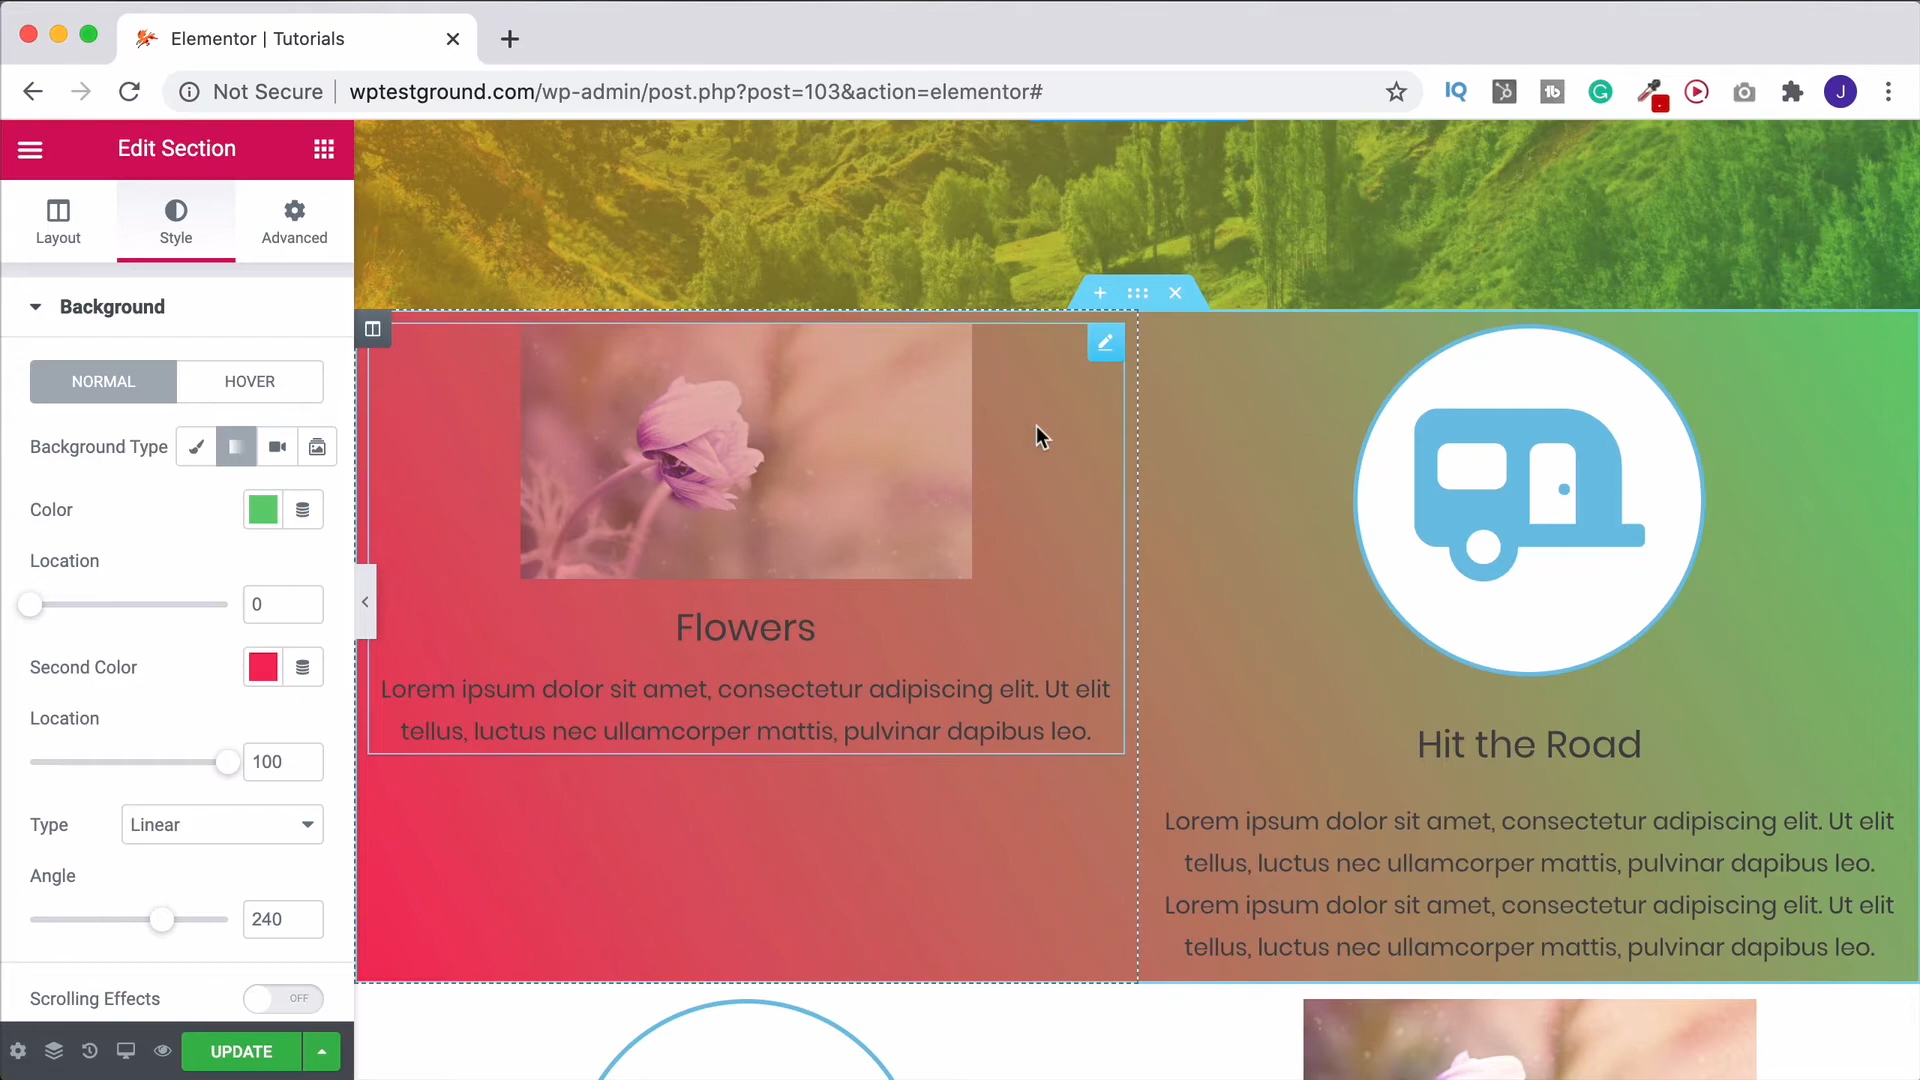 Elementor | Tutorials
Not Secure
wptestground.com/wp-admin/post.php?post=103&action=elementor#
IQ
tb
J
Edit Section
Layout
Style
Advanced
Background
NORMAL
HOVER
Background Type
Color
Location
0
Second Color
Location
100
Type
Linear
Angle
240
Scrolling Effects
OFF
UPDATE
Flowers
Lorem ipsum dolor sit amet, consectetur adipiscing elit. Ut elit
tellus, luctus nec ullamcorper mattis, pulvinar dapibus leo.
Hit the Road
Lorem ipsum dolor sit amet, consectetur adipiscing elit. Ut elit
tellus, luctus nec ullamcorper mattis, pulvinar dapibus leo.
Lorem ipsum dolor sit amet, consectetur adipiscing elit. Ut elit
tellus, luctus nec ullamcorper mattis, pulvinar dapibus leo.